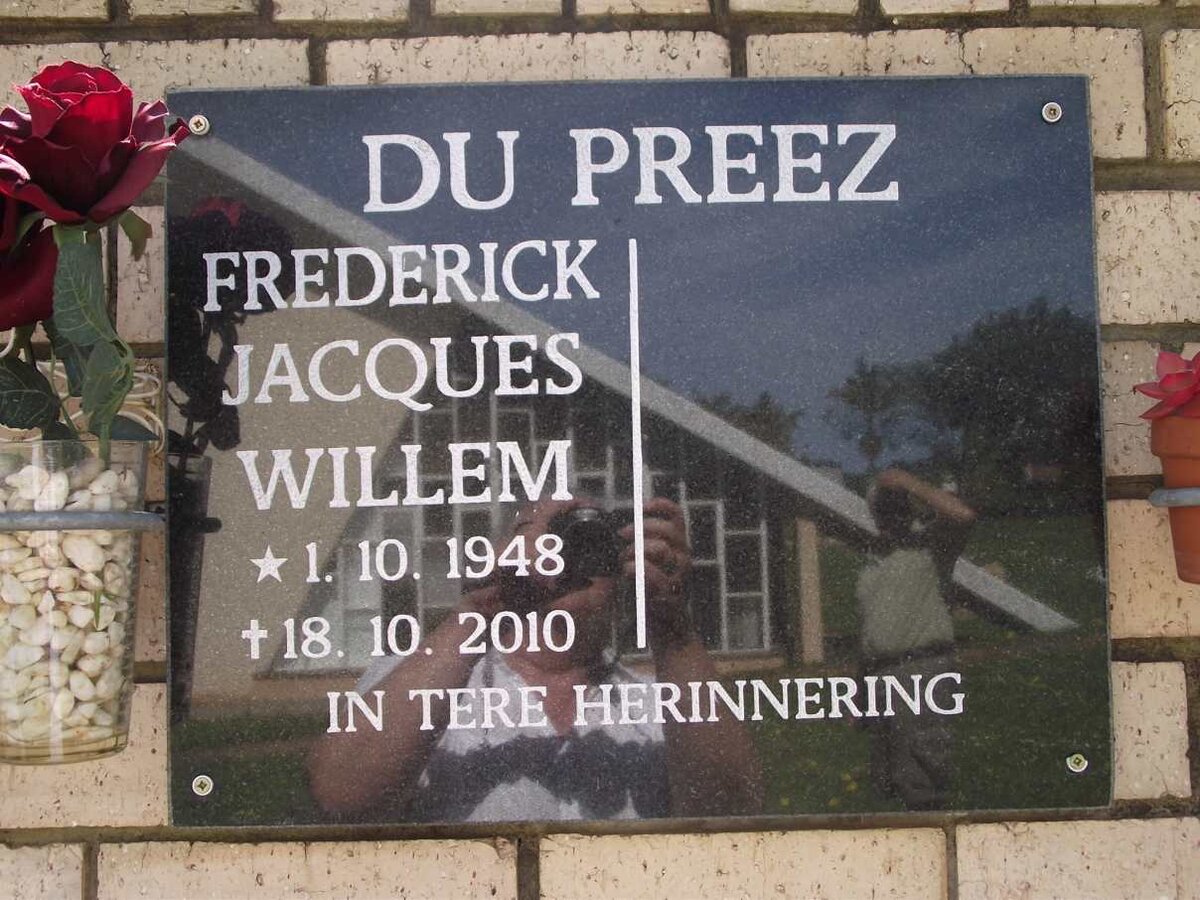 DU PREEZ
FREDERICK
JACQUES
WILLEM
★ 1. 10. 1948
✝ 18. 10. 2010
IN TERE HERINNERING